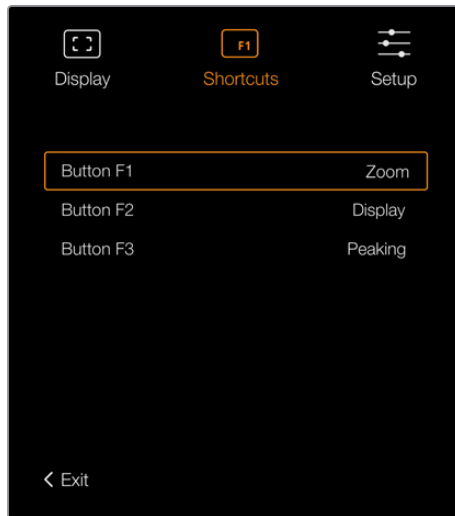 F1
Display Shortcuts Setup
Button F1 Zoom
Button F2 Display
Button F3 Peaking
< Exit